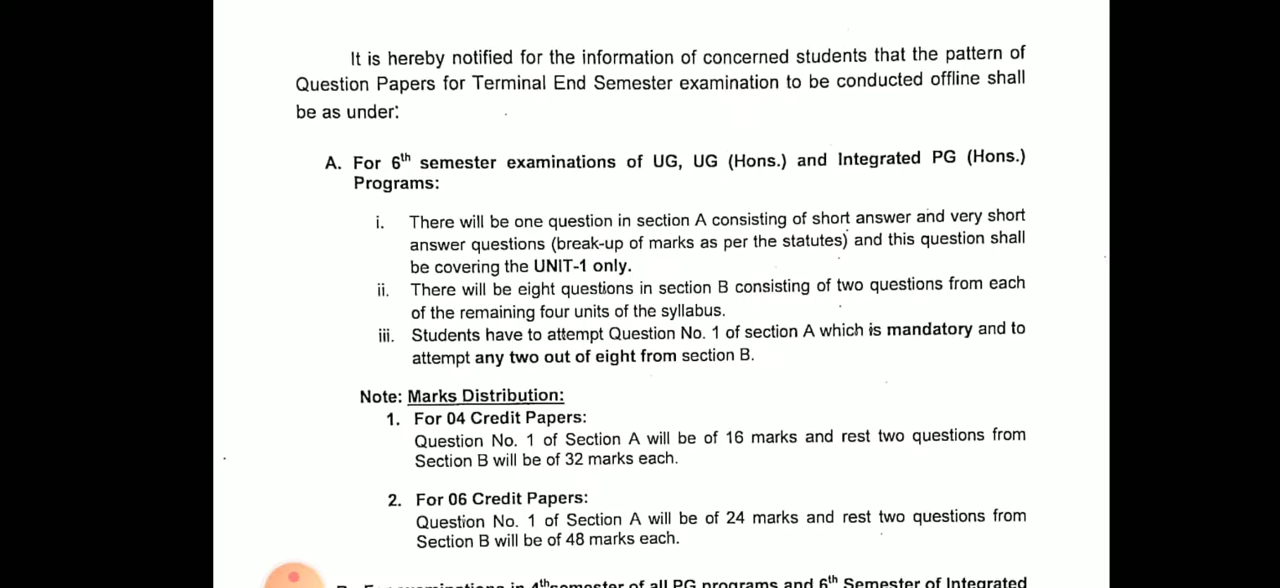 It is hereby notified for the information of concerned students that the pattern of
Question Papers for Terminal End Semester examination to be conducted offline shall
be as under:
A. For 6th semester examinations of UG, UG (Hons.) and Integrated PG (Hons.)
Programs:
i. There will be one question in section A consisting of short answer and very short
answer questions (break-up of marks as per the statutes) and this question shall
be covering the UNIT-1 only.
ii. There will be eight questions in section B consisting of two questions from each
of the remaining four units of the syllabus.
iii. Students have to attempt Question No. 1 of section A which is mandatory and to
attempt any two out of eight from section B.
Note: Marks Distribution:
1. For 04 Credit Papers:
Question No. 1 of Section A will be of 16 marks and rest two questions from
Section B will be of 32 marks each.
2. For 06 Credit Papers:
Question No. 1 of Section A will be of 24 marks and rest two questions from
Section B will be of 48 marks each.
in 4th semester of all PG programs and 6th Semester of Integrated